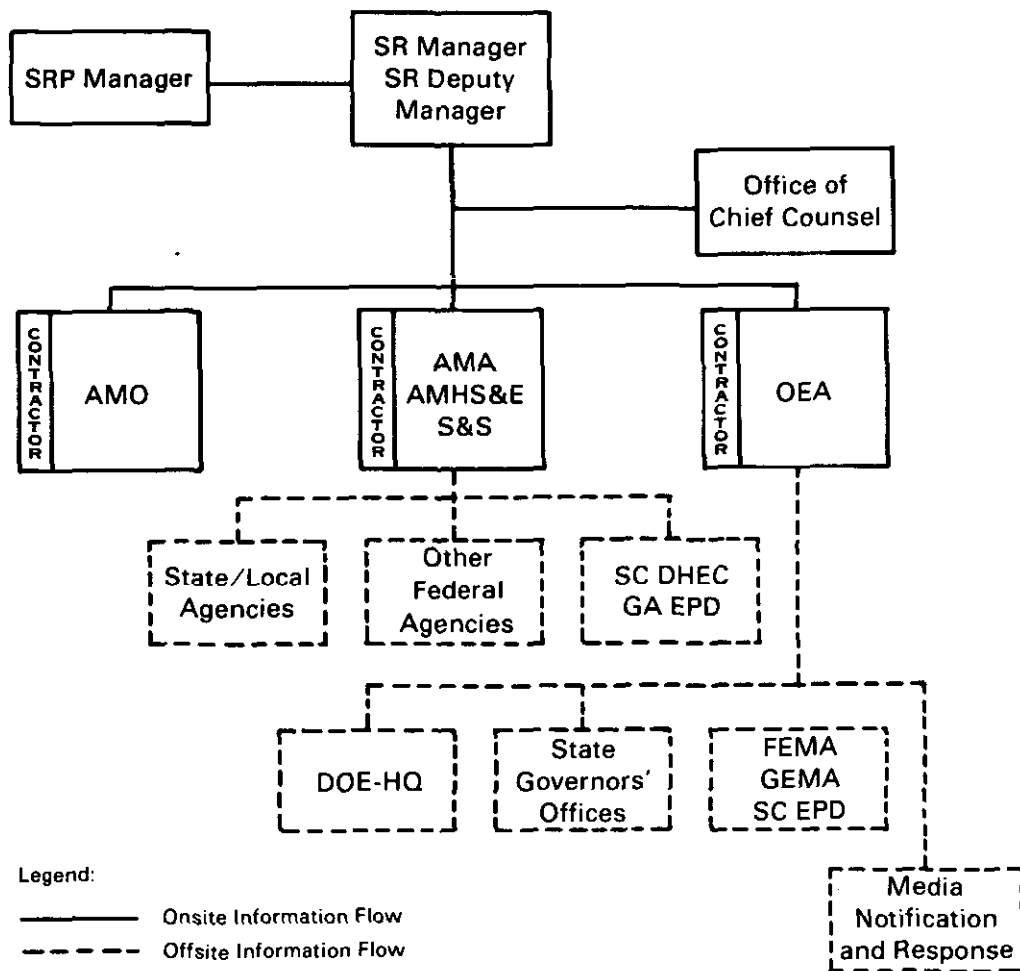 SRP Manager
SR Manager
SR Deputy
Manager
Office of
Chief Counsel
CONTRACTOR
AMO
CONTRACTOR
AMA
AMHS&E
S&S
CONTRACTOR
OEA
State/Local
Agencies
Other
Federal
Agencies
SC DHEC
GA EPD
DOE-HQ
State
Governors'
Offices
FEMA
GEMA
SC EPD
Media
Notification
and Response
Legend:
Onsite Information Flow
Offsite Information Flow